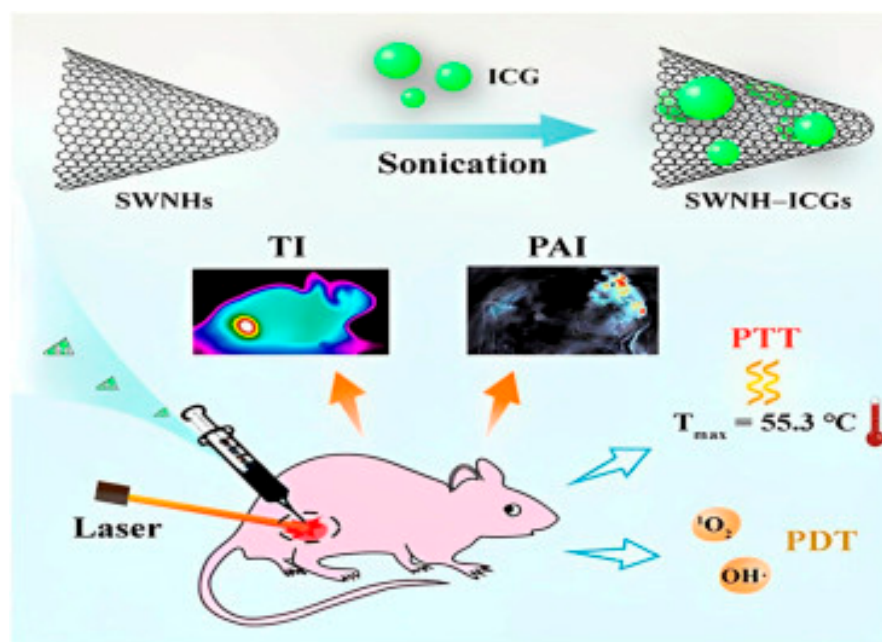 ICG
Sonication
SWNHs
SWNH–ICGs
TI
PAI
PTT
Tmax = 55.3 °C
Laser
¹O₂
PDT
OH·